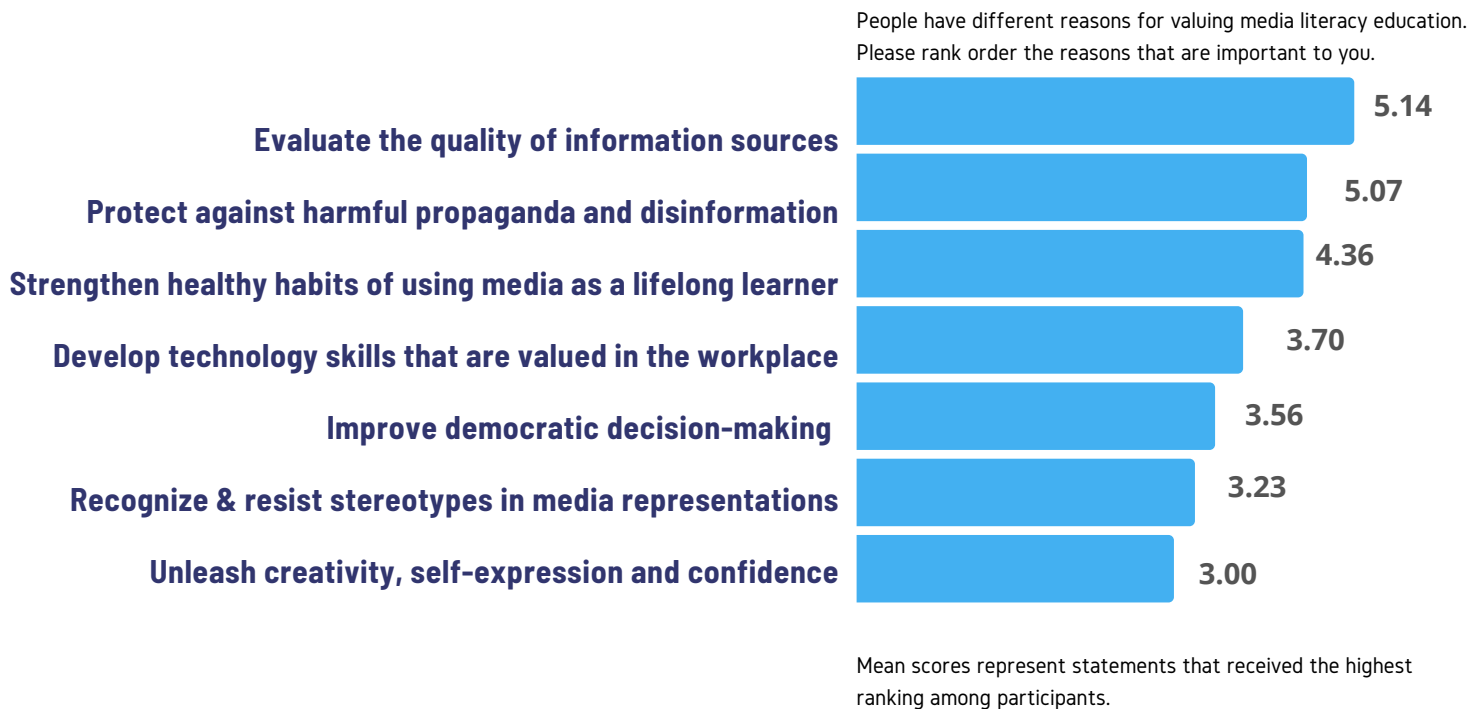 People have different reasons for valuing media literacy education.
Please rank order the reasons that are important to you.
Evaluate the quality of information sources
5.14
Protect against harmful propaganda and disinformation
5.07
Strengthen healthy habits of using media as a lifelong learner
4.36
Develop technology skills that are valued in the workplace
3.70
Improve democratic decision-making
3.56
Recognize & resist stereotypes in media representations
3.23
Unleash creativity, self-expression and confidence
3.00
Mean scores represent statements that received the highest
ranking among participants.